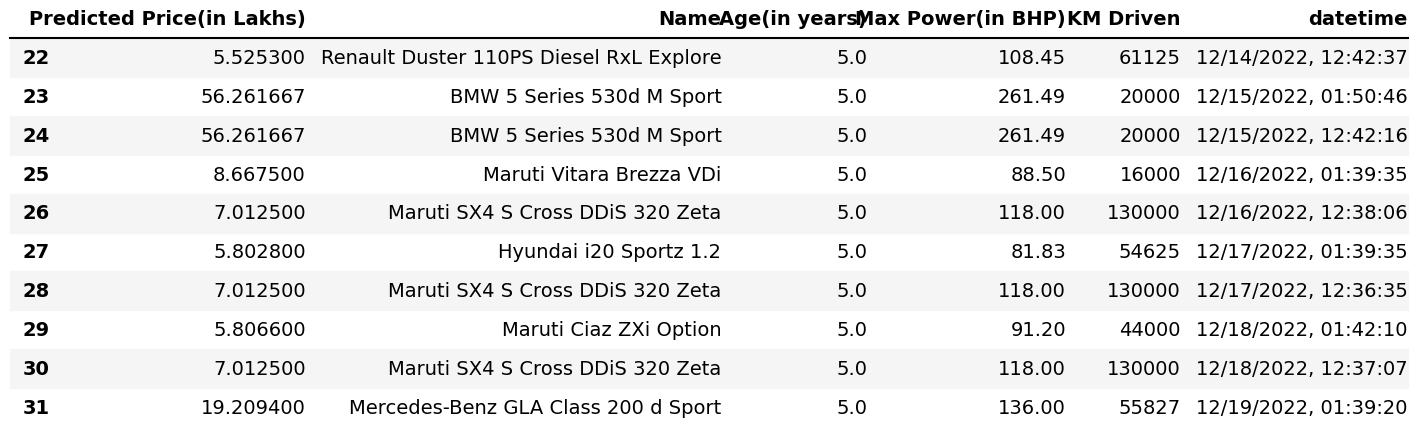 Predicted Price(in Lakhs) Name Age(in years) Max Power(in BHP) KM Driven datetime
22 5.525300 Renault Duster 110PS Diesel RxL Explore 5.0 108.45 61125 12/14/2022, 12:42:37
23 56.261667 BMW 5 Series 530d M Sport 5.0 261.49 20000 12/15/2022, 01:50:46
24 56.261667 BMW 5 Series 530d M Sport 5.0 261.49 20000 12/15/2022, 12:42:16
25 8.667500 Maruti Vitara Brezza VDi 5.0 88.50 16000 12/16/2022, 01:39:35
26 7.012500 Maruti SX4 S Cross DDiS 320 Zeta 5.0 118.00 130000 12/16/2022, 12:38:06
27 5.802800 Hyundai i20 Sportz 1.2 5.0 81.83 54625 12/17/2022, 01:39:35
28 7.012500 Maruti SX4 S Cross DDiS 320 Zeta 5.0 118.00 130000 12/17/2022, 12:36:35
29 5.806600 Maruti Ciaz ZXi Option 5.0 91.20 44000 12/18/2022, 01:42:10
30 7.012500 Maruti SX4 S Cross DDiS 320 Zeta 5.0 118.00 130000 12/18/2022, 12:37:07
31 19.209400 Mercedes-Benz GLA Class 200 d Sport 5.0 136.00 55827 12/19/2022, 01:39:20